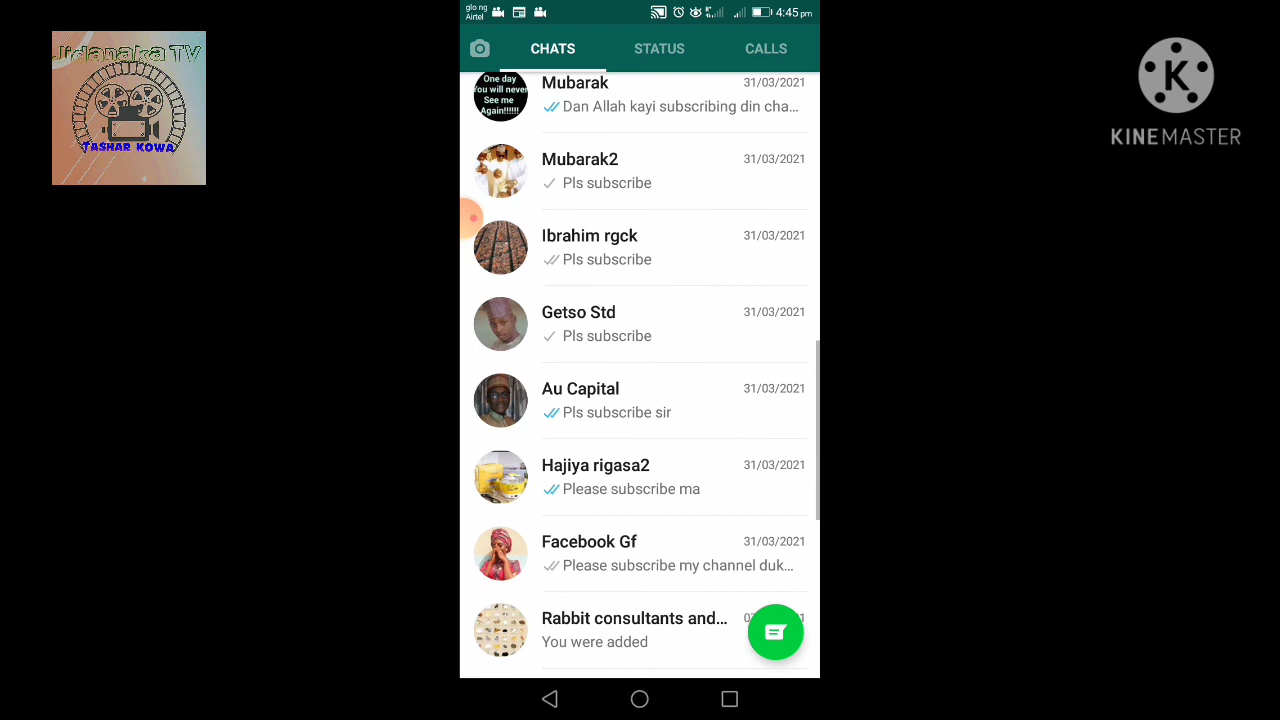 glo ng
Airtel
4:45 pm
CHATS
STATUS
CALLS
Jidanaka TV
TASHAR KOWA
K
KINEMASTER
One day
You will never
See me
Again!!!!!!
Mubarak
31/03/2021
Dan Allah kayi subscribing din cha...
Mubarak2
31/03/2021
Pls subscribe
Ibrahim rgck
31/03/2021
Pls subscribe
Getso Std
31/03/2021
Pls subscribe
Au Capital
31/03/2021
Pls subscribe sir
Hajiya rigasa2
31/03/2021
Please subscribe ma
Facebook Gf
31/03/2021
Please subscribe my channel duk...
Rabbit consultants and...
You were added